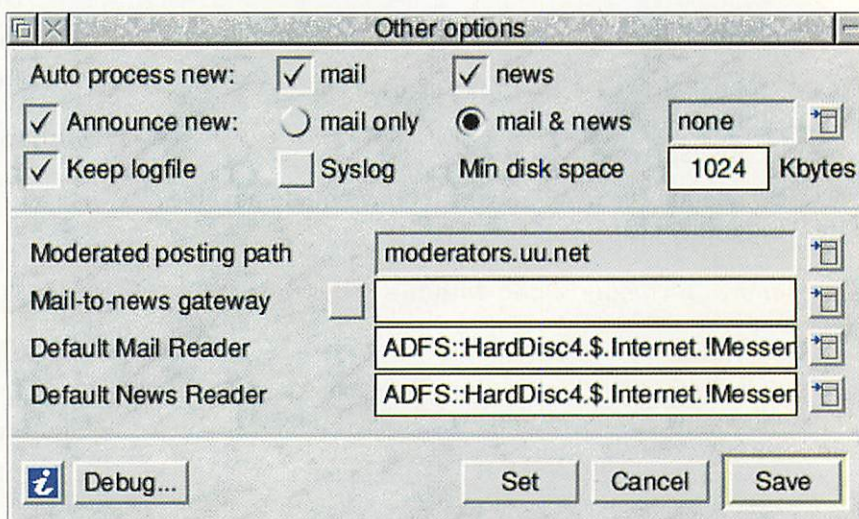 Other options
Auto process new: mail news
Announce new: mail only mail & news none
Keep logfile Syslog Min disk space 1024 Kbytes
Moderated posting path moderators.uu.net
Mail-to-news gateway
Default Mail Reader ADFS::HardDisc4.$.Internet.!Messer
Default News Reader ADFS::HardDisc4.$.Internet.!Messer
i Debug... Set Cancel Save